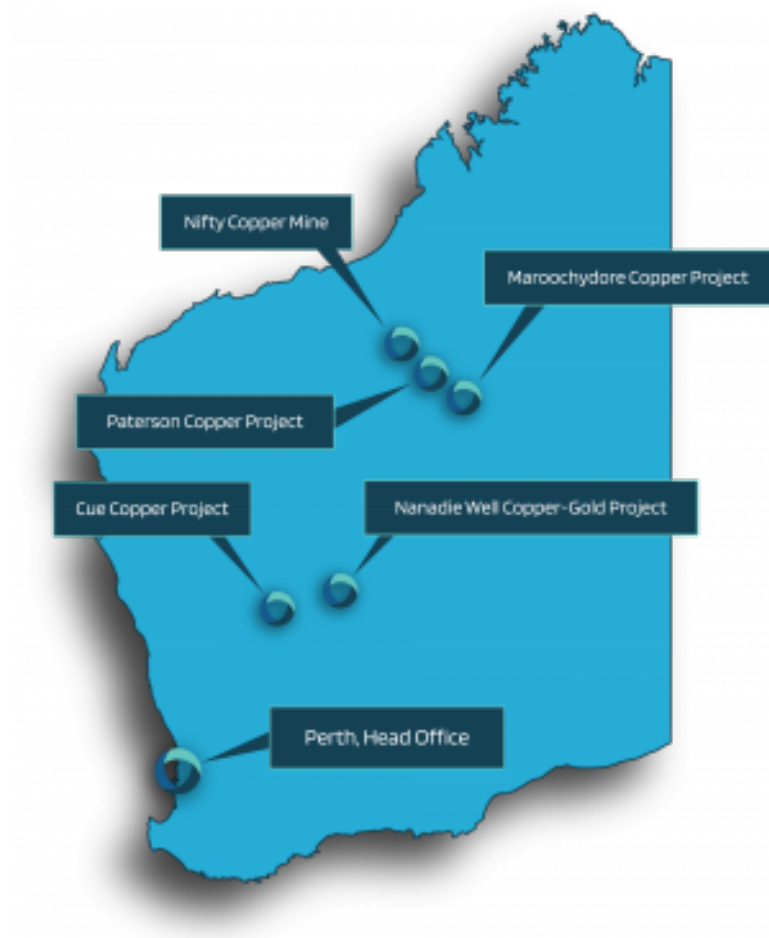 Nifty Copper Mine
Maroochydore Copper Project
Paterson Copper Project
Cue Copper Project
Nanadie Well Copper-Gold Project
Perth, Head Office